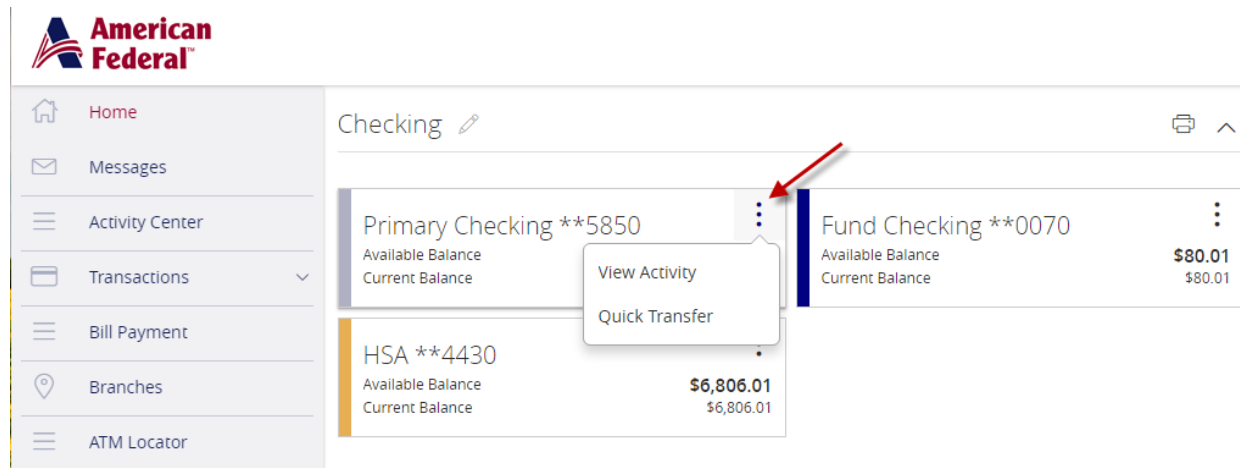 American
Federal™
Home
Messages
Activity Center
Transactions
Bill Payment
Branches
ATM Locator
Checking
Primary Checking **5850
Available Balance
Current Balance
View Activity
Quick Transfer
Fund Checking **0070
Available Balance $80.01
Current Balance $80.01
HSA **4430
Available Balance $6,806.01
Current Balance $6,806.01